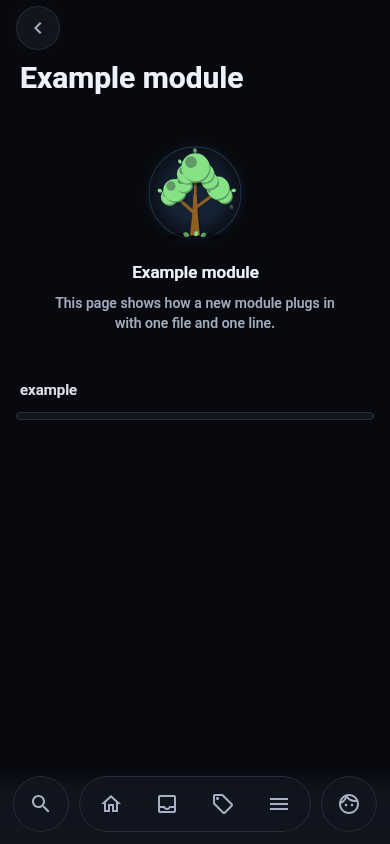 Example module
Example module
This page shows how a new module plugs in
with one file and one line.
example